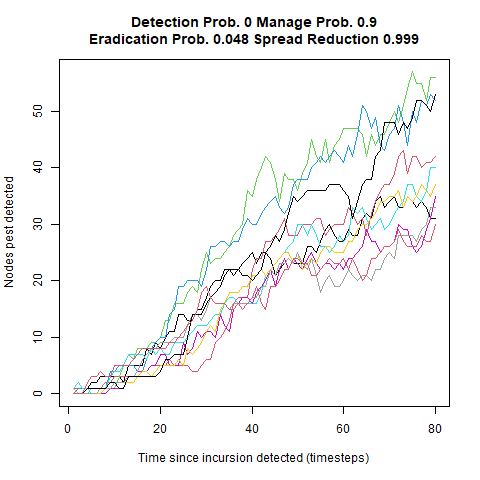 Detection Prob. 0 Manage Prob. 0.9
Eradication Prob. 0.048 Spread Reduction 0.999
Nodes pest detected
50
40
30
20
10
0
0 20 40 60 80
Time since incursion detected (timesteps)